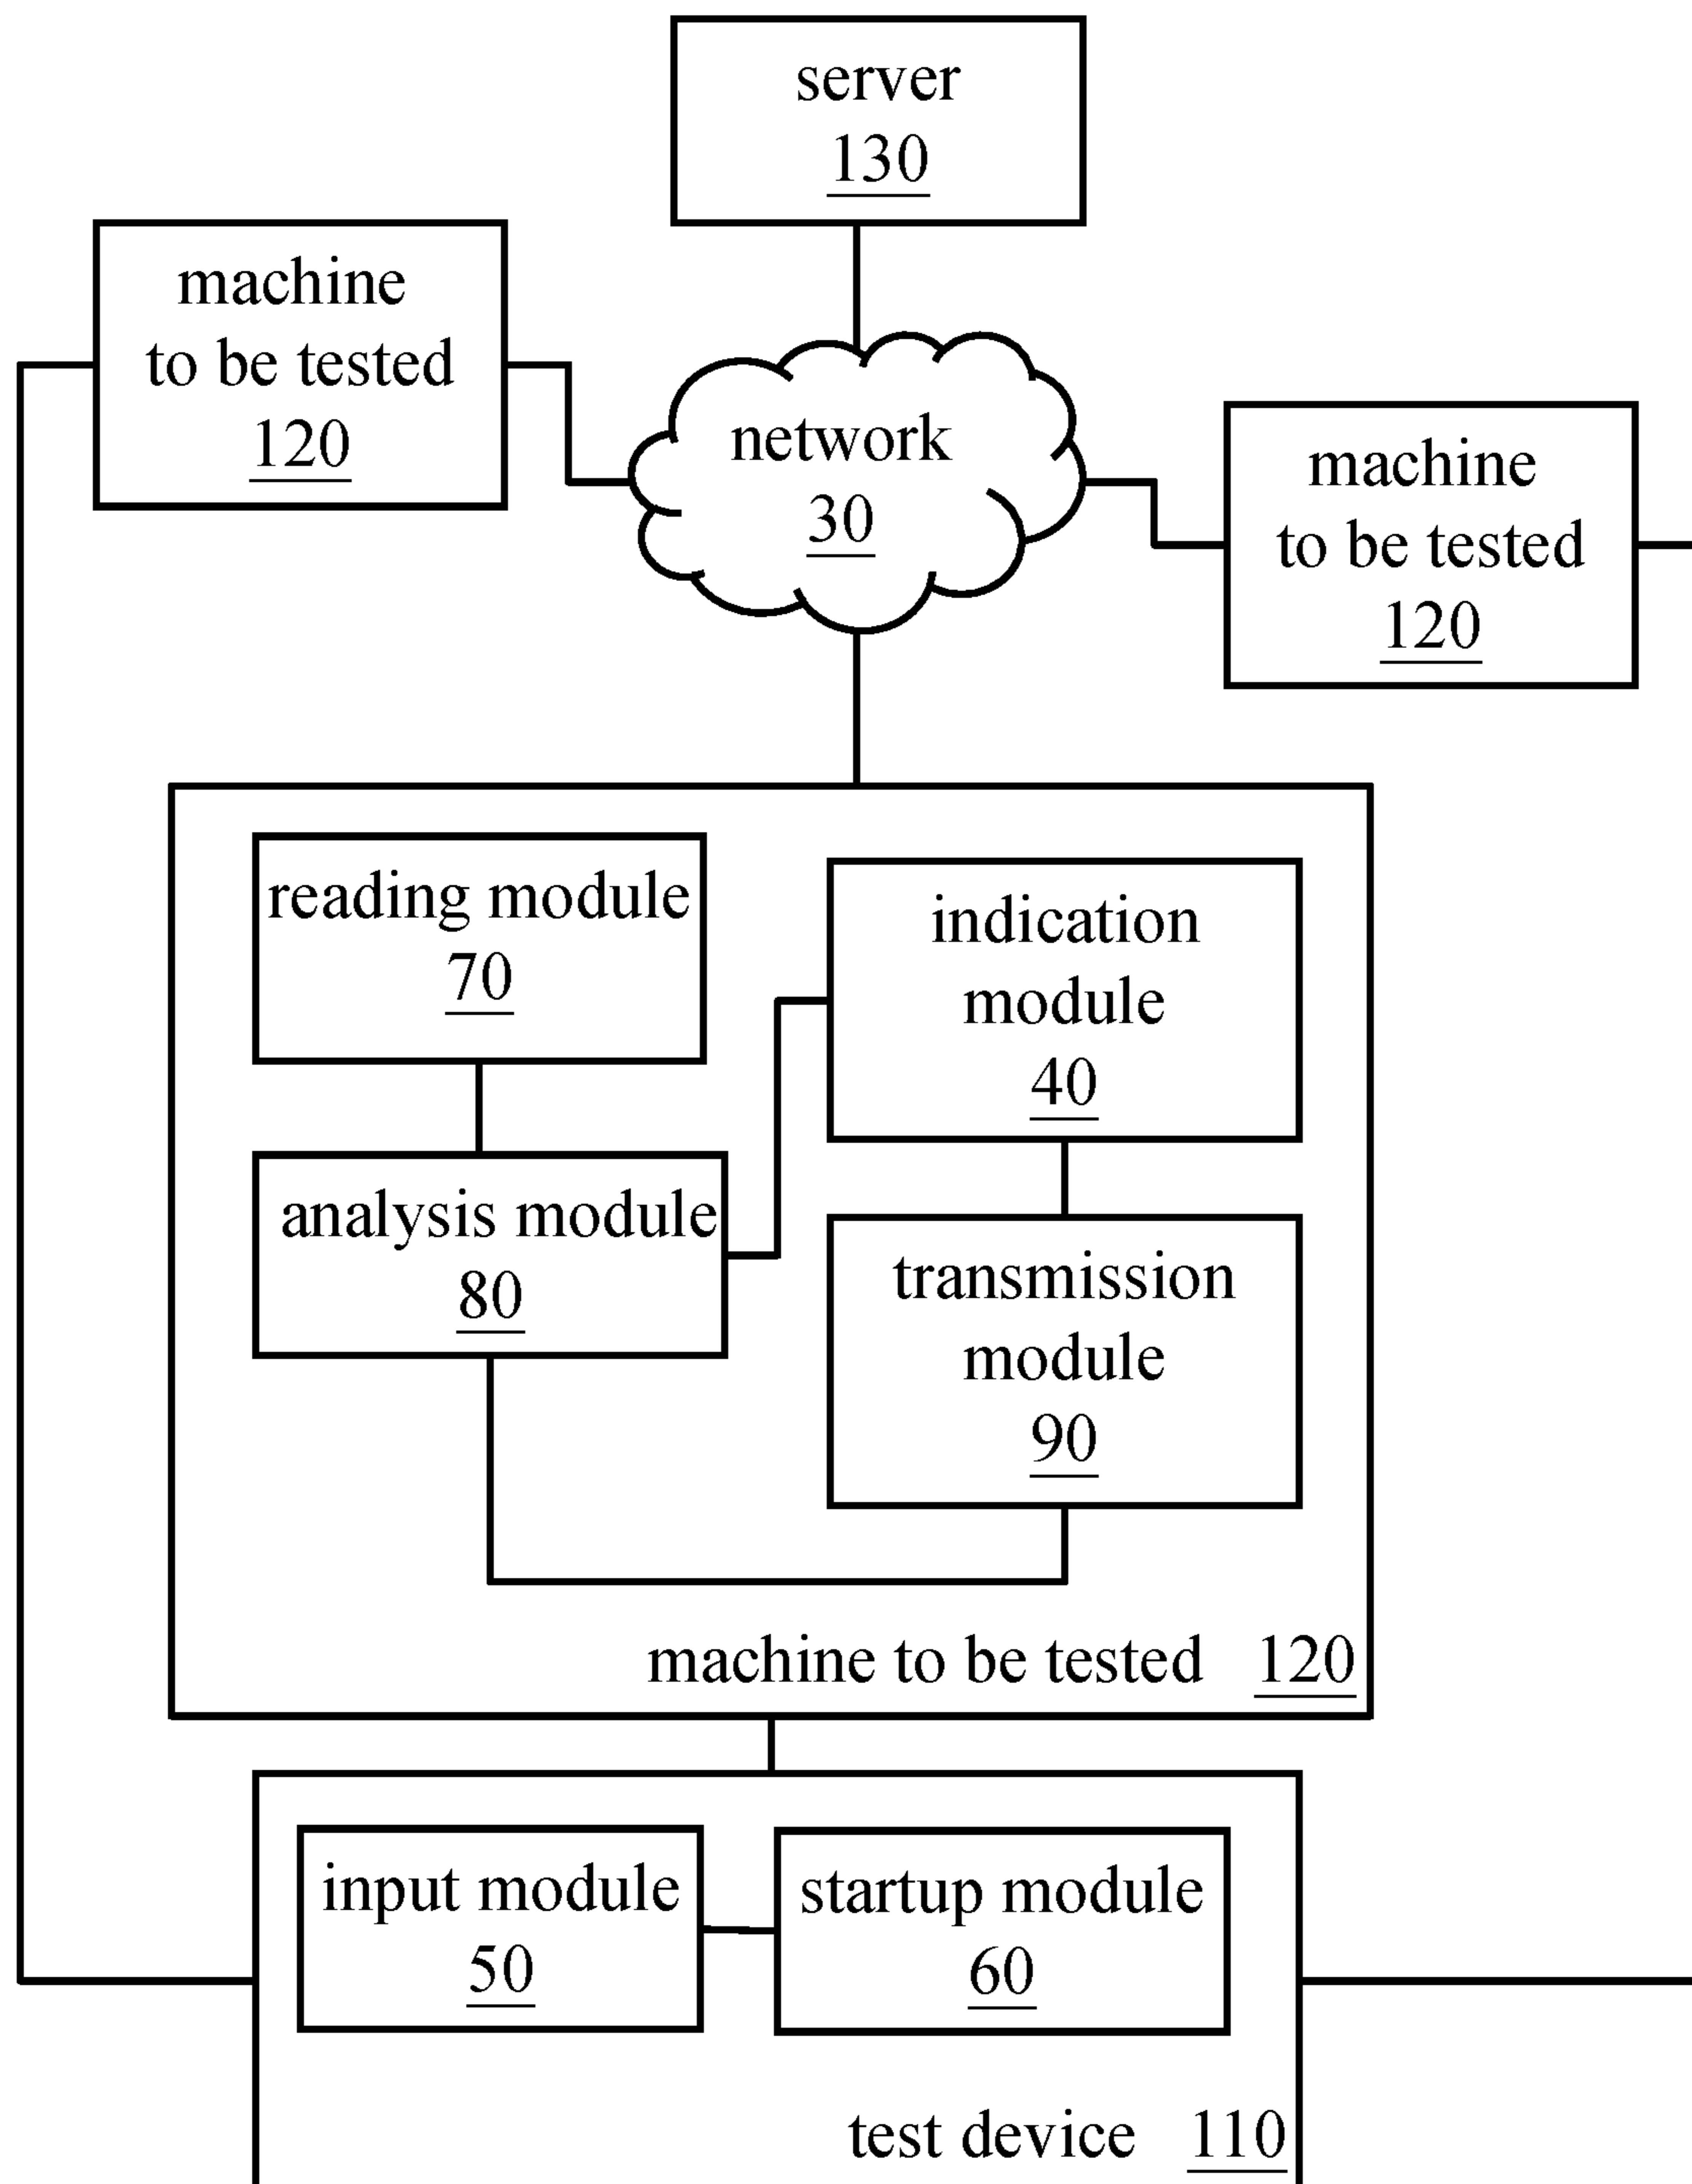 server
130
machine
to be tested
120
network
30
machine
to be tested
120
reading module
70
indication
module
40
analysis module
80
transmission
module
90
machine to be tested 120
input module
50
startup module
60
test device 110